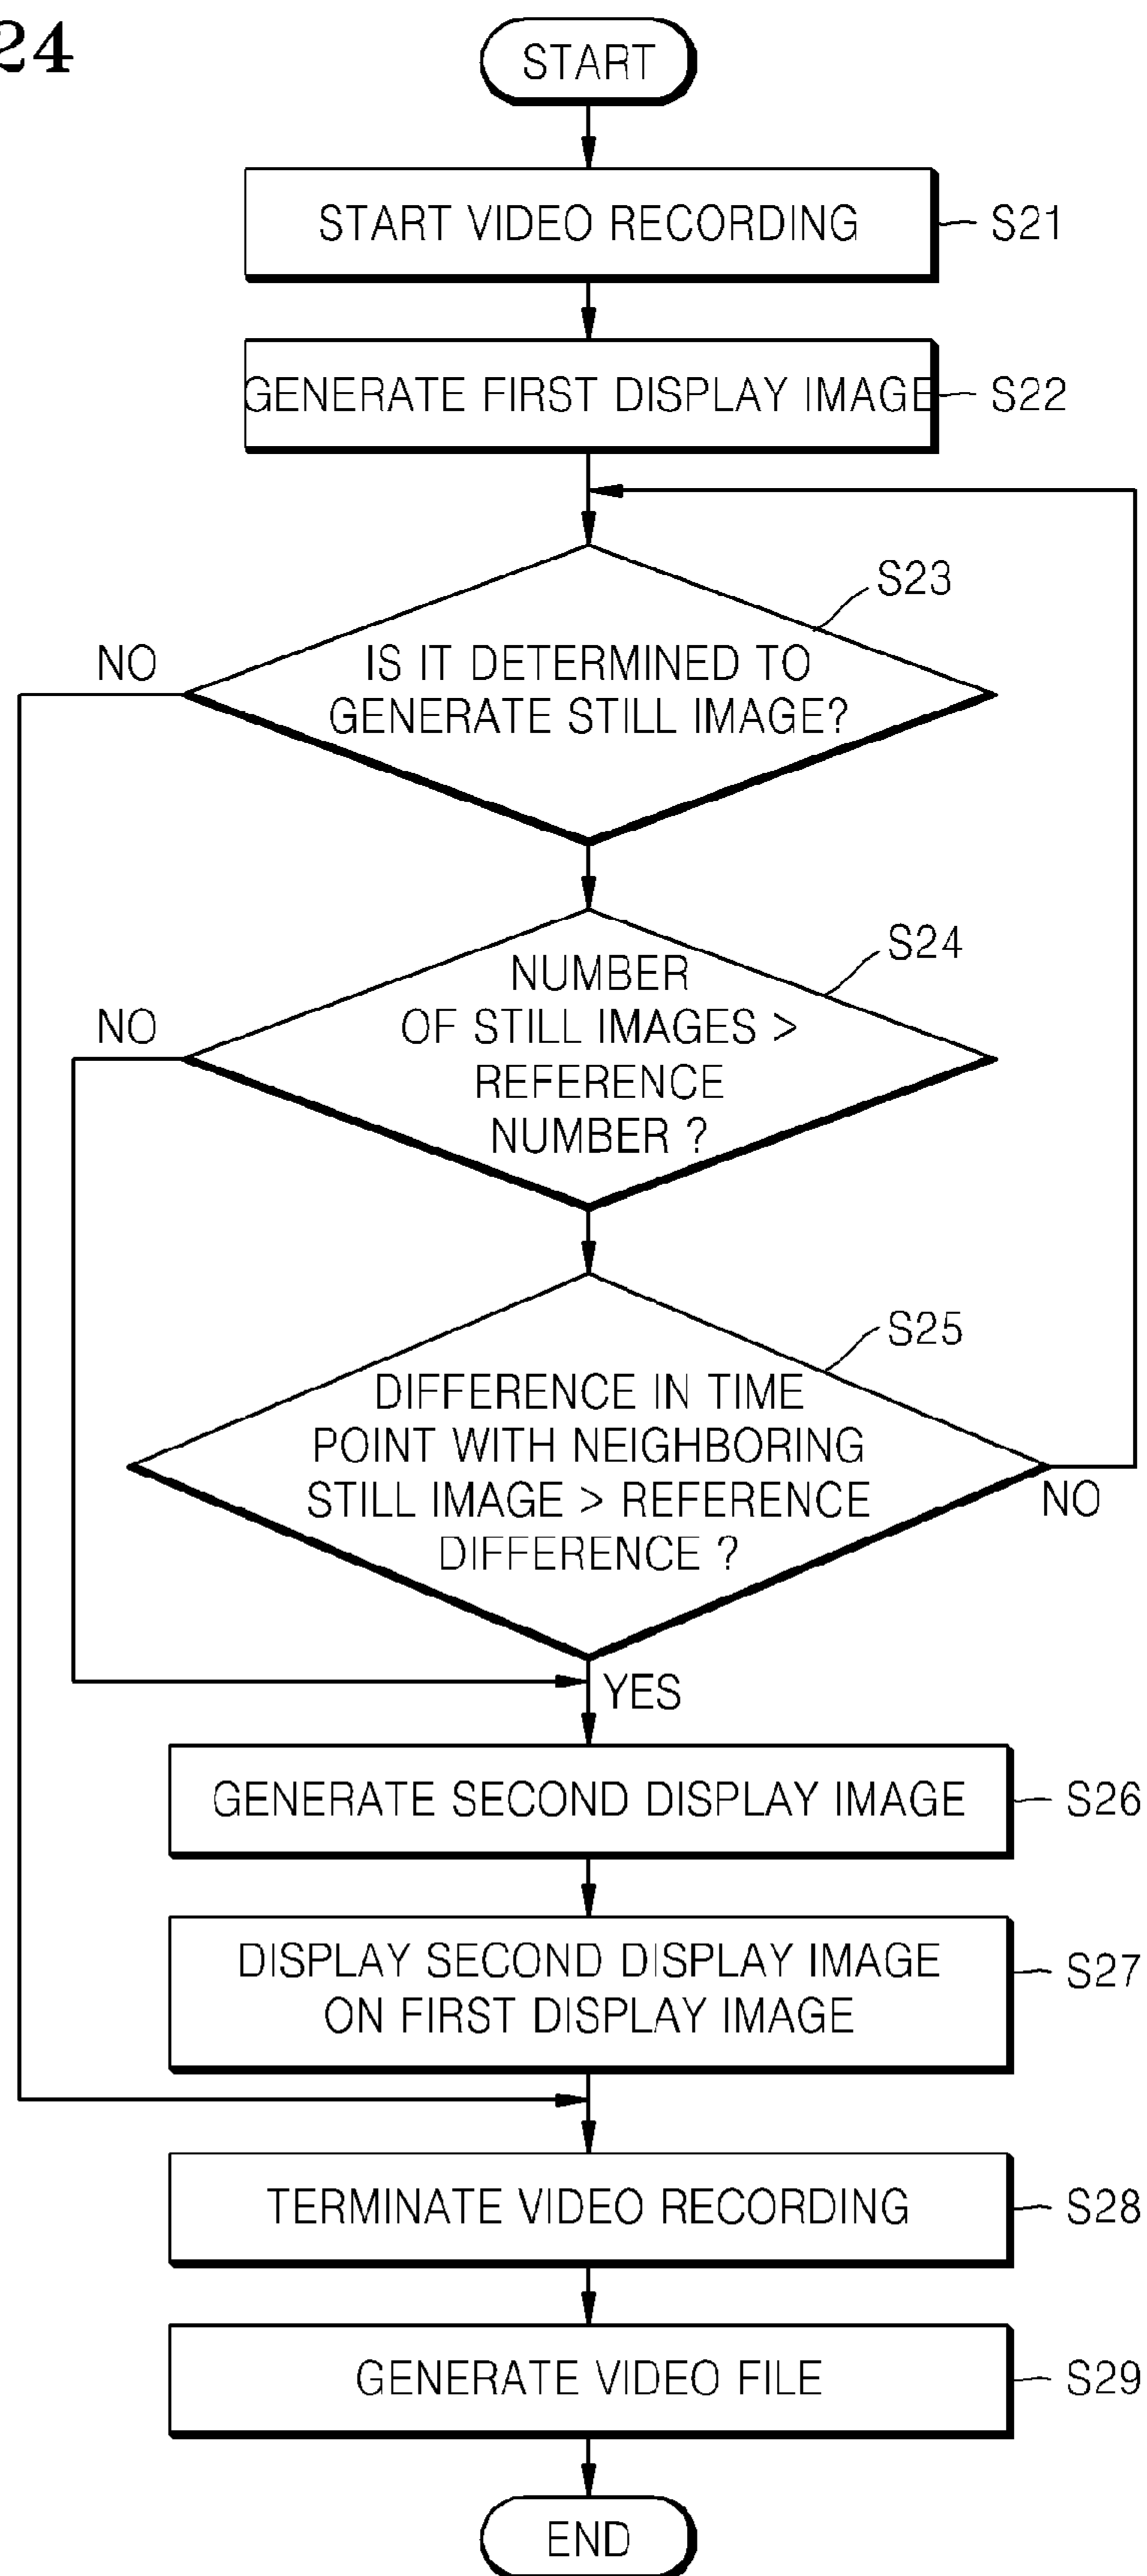 24
START
START VIDEO RECORDING
S21
GENERATE FIRST DISPLAY IMAGE
S22
S23
NO
IS IT DETERMINED TO
GENERATE STILL IMAGE?
S24
NUMBER
NO
OF STILL IMAGES >
REFERENCE
NUMBER ?
S25
DIFFERENCE IN TIME
POINT WITH NEIGHBORING
STILL IMAGE > REFERENCE
NO
DIFFERENCE ?
YES
GENERATE SECOND DISPLAY IMAGE
S26
DISPLAY SECOND DISPLAY IMAGE
ON FIRST DISPLAY IMAGE
S27
TERMINATE VIDEO RECORDING
S28
GENERATE VIDEO FILE
S29
END